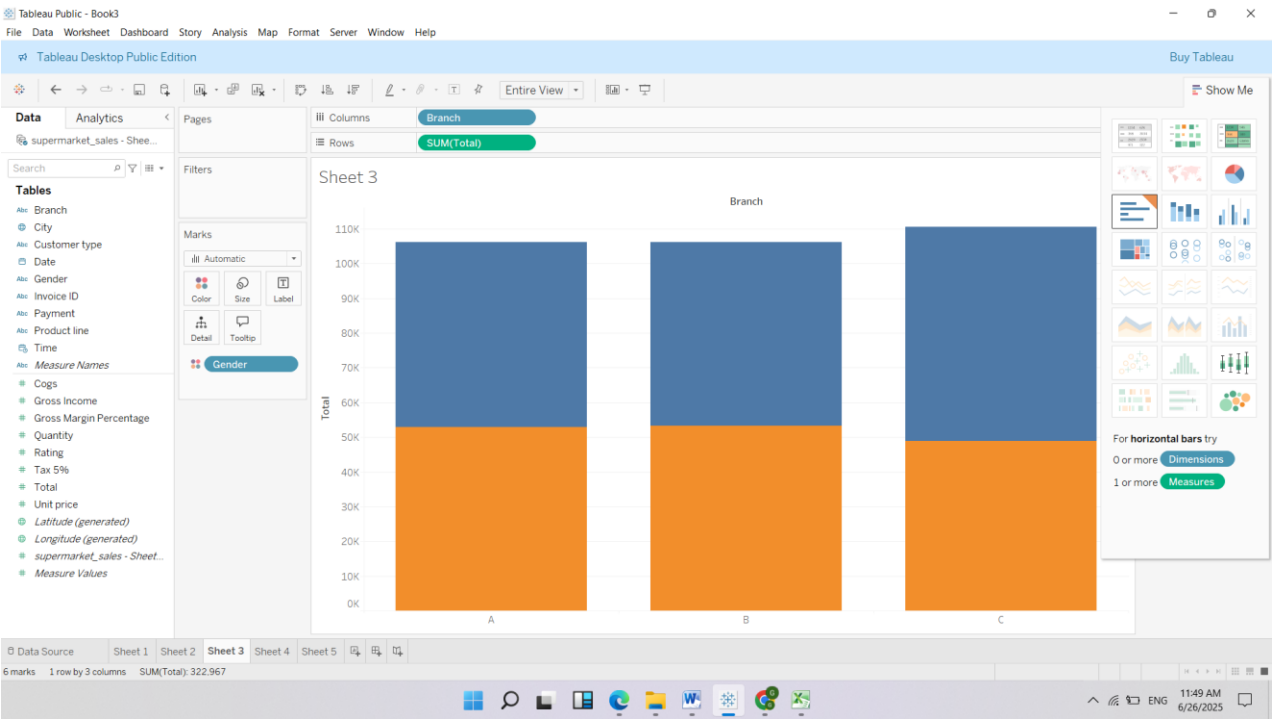 Tableau Public - Book3
File Data Worksheet Dashboard Story Analysis Map Format Server Window Help
Tableau Desktop Public Edition
Buy Tableau
Entire View
Show Me
Data Analytics
supermarket_sales - Shee...
Search
Tables
Abc Branch
City
Abc Customer type
Date
Abc Gender
Abc Invoice ID
Abc Payment
Abc Product line
Time
Abc Measure Names
# Cogs
# Gross Income
# Gross Margin Percentage
# Quantity
# Rating
# Tax 5%
# Total
# Unit price
Latitude (generated)
Longitude (generated)
# supermarket_sales - Sheet...
# Measure Values
Pages
Filters
Marks
Automatic
Color Size Label
Detail Tooltip
Gender
Columns Branch
Rows SUM(Total)
Sheet 3
Branch
110K
100K
90K
80K
70K
60K
50K
40K
30K
20K
10K
0K
Total
A B C
For horizontal bars try
0 or more Dimensions
1 or more Measures
Data Source Sheet 1 Sheet 2 Sheet 3 Sheet 4 Sheet 5
6 marks 1 row by 3 columns SUM(Total): 322,967
ENG
11:49 AM
6/26/2025